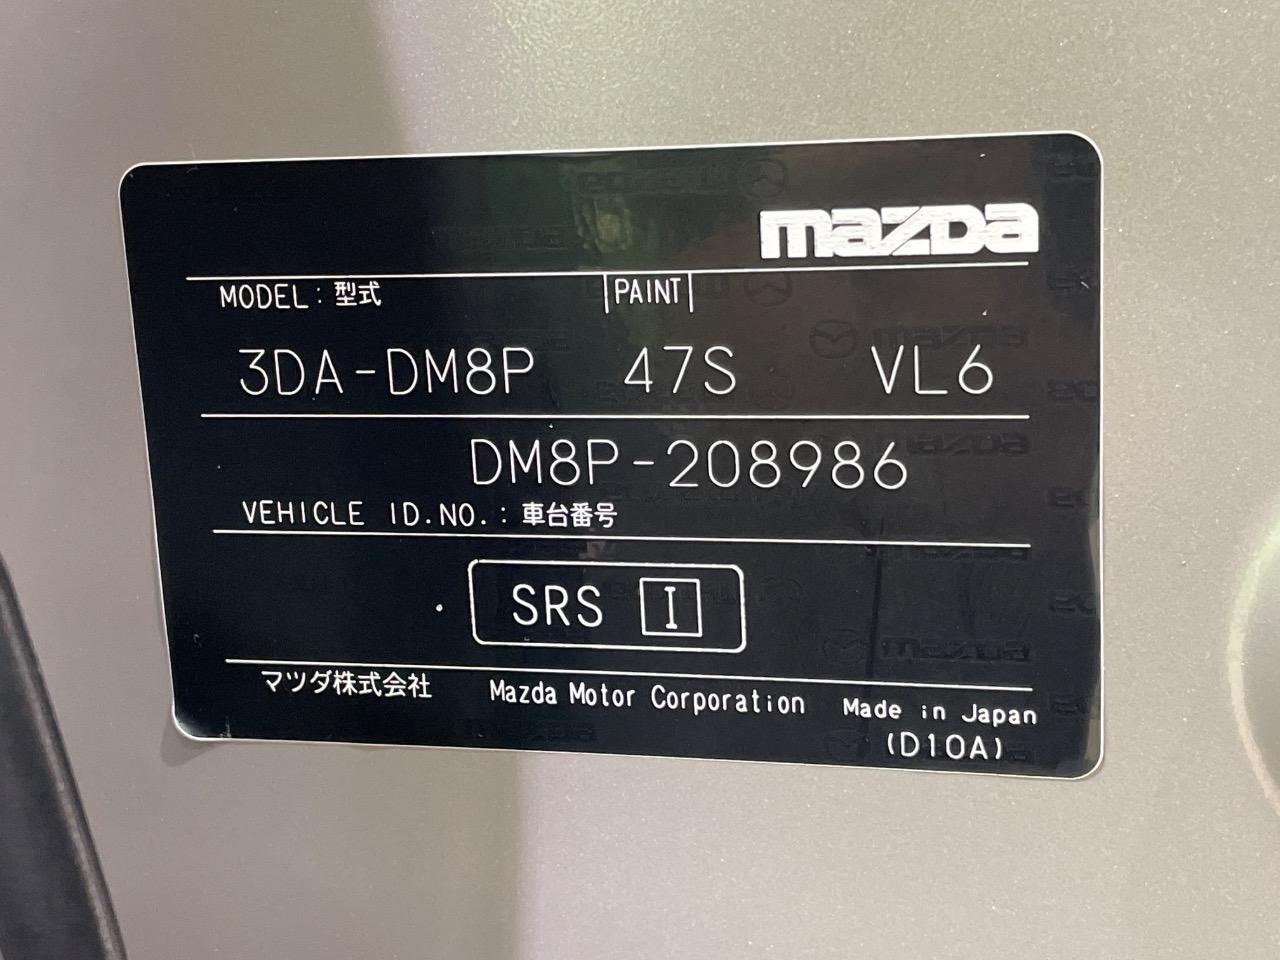 mazda
MODEL：型式 PAINT
3DA-DM8P 47S VL6
DM8P-208986
VEHICLE ID.NO.：車台番号
SRS I
マツダ株式会社 Mazda Motor Corporation Made in Japan
(D10A)